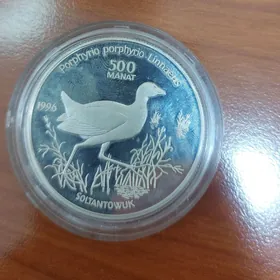 Porphyrio porphyrio Linnaeus
500
MANAT
1996
SOLTANTOWUK